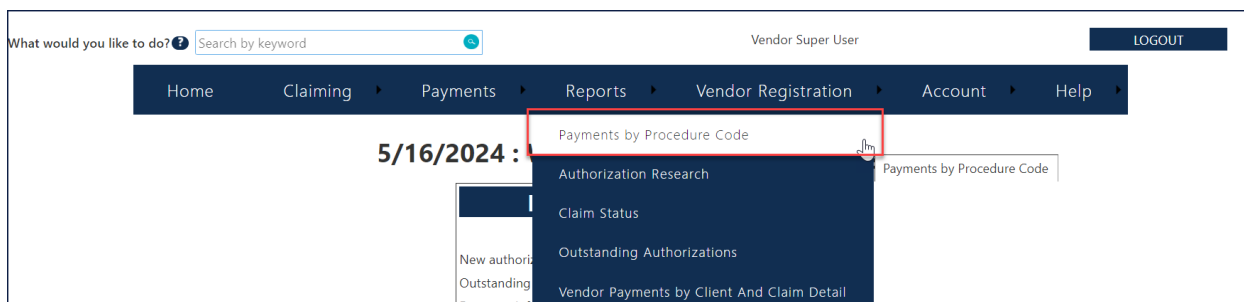 What would you like to do? ? Search by keyword Vendor Super User LOGOUT
Home Claiming Payments Reports Vendor Registration Account Help
Payments by Procedure Code
5/16/2024 :
Payments by Procedure Code
Authorization Research
Claim Status
New
Outstanding Authorizations
Outstanding
Vendor Payments by Client And Claim Detail